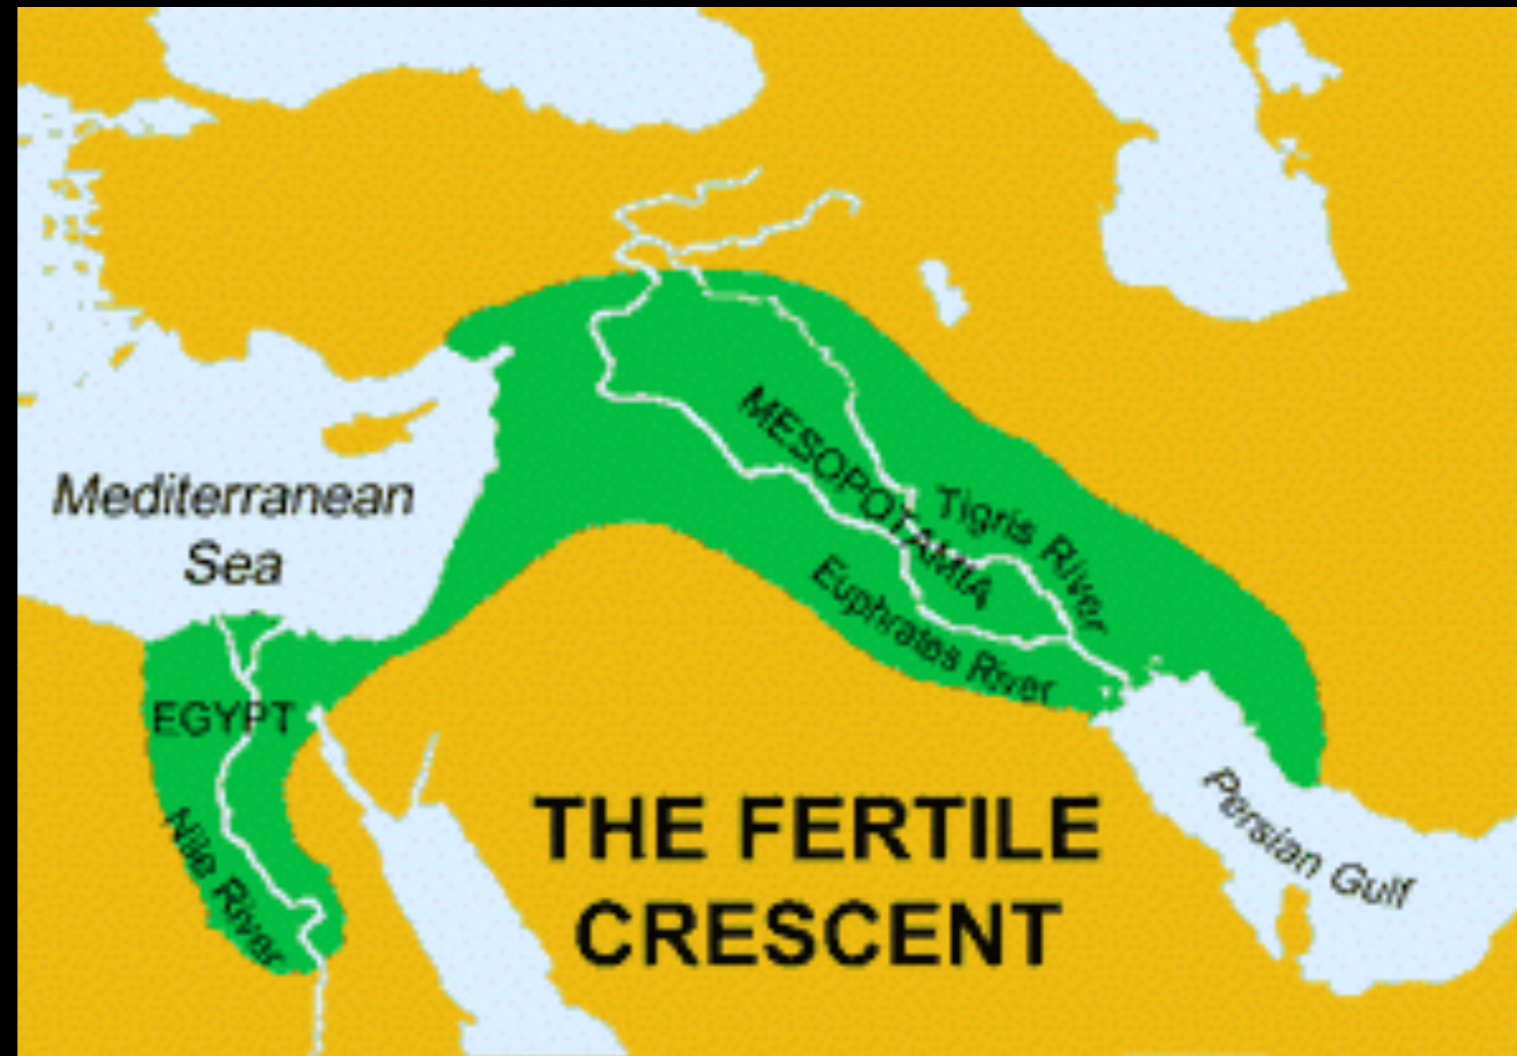 Mediterranean
Sea
MESOPOTAMIA
Tigris River
Euphrates River
EGYPT
Nile River
Persian Gulf
THE FERTILE
CRESCENT